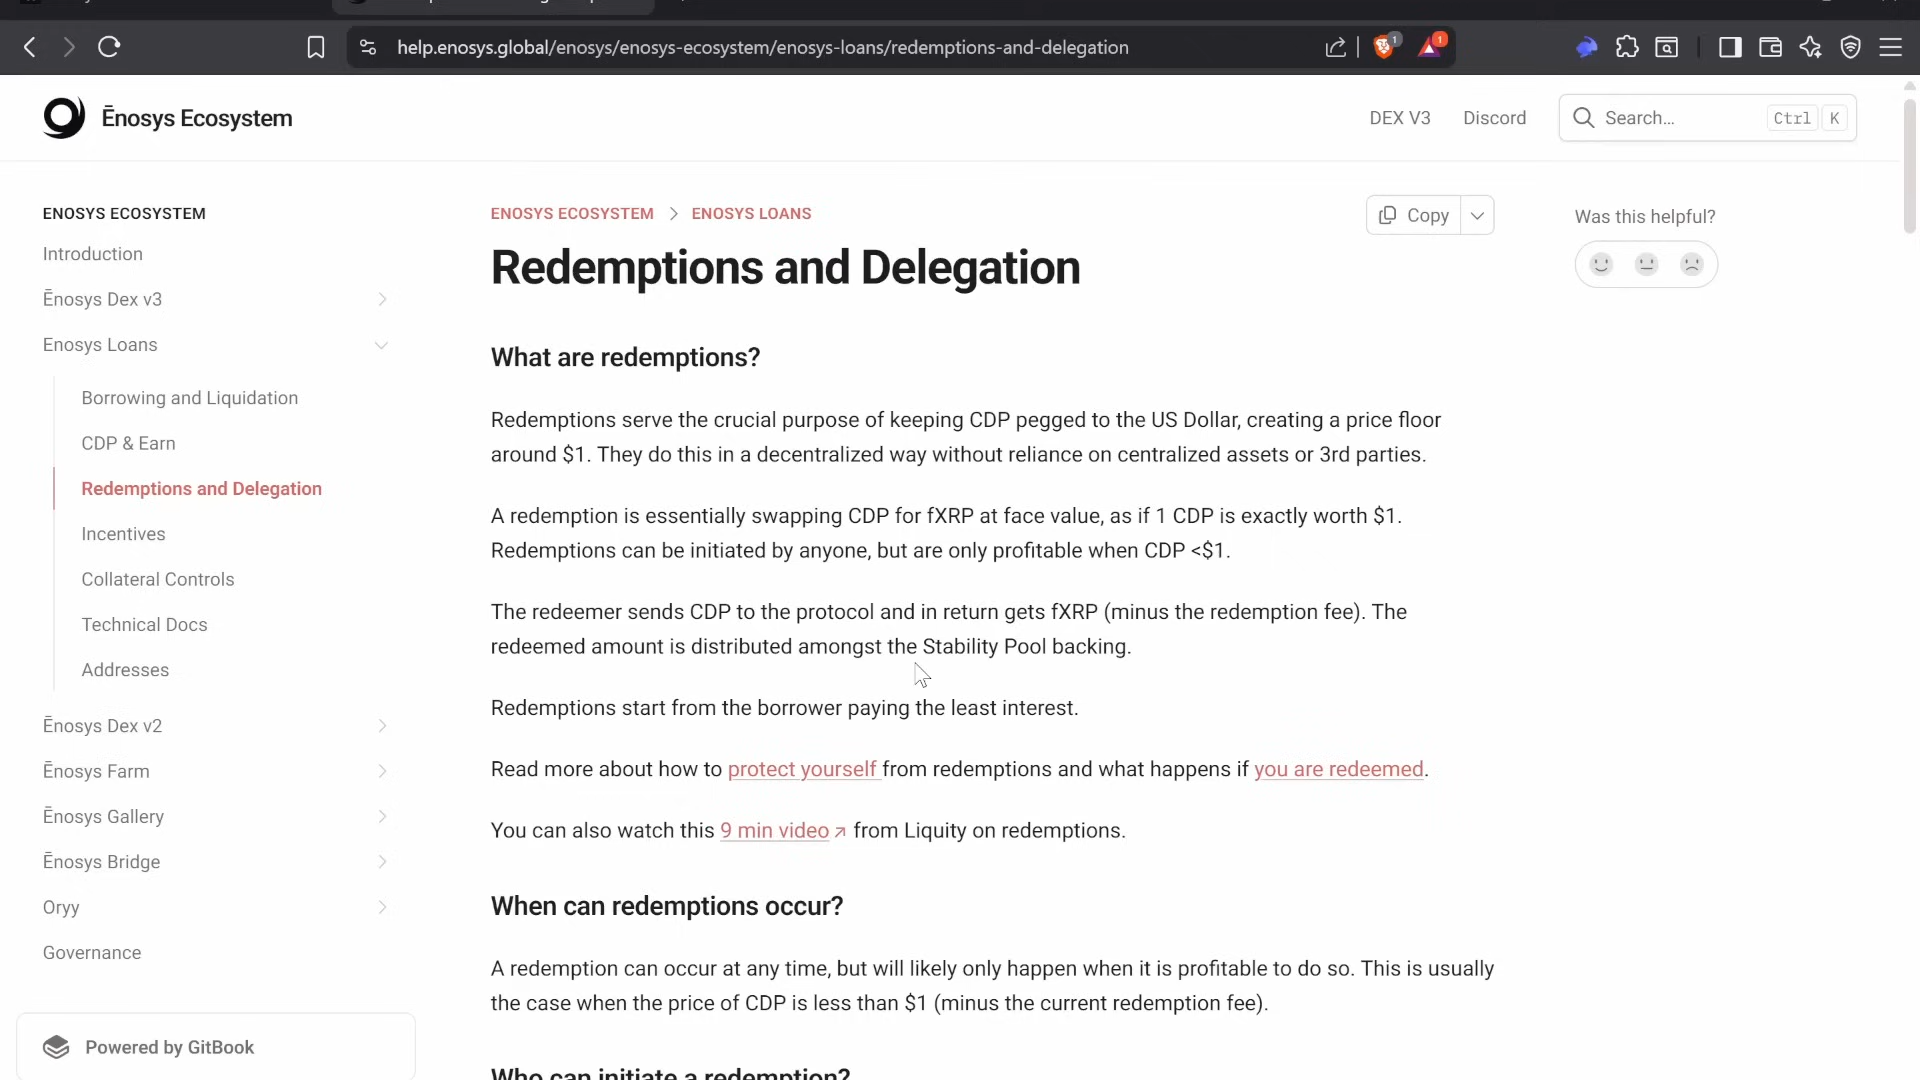 help.enosys.global/enosys/enosys-ecosystem/enosys-loans/redemptions-and-delegation
1
1
Ēnosys Ecosystem
DEX V3
Discord
Search...
Ctrl
K
ENOSYS ECOSYSTEM
Introduction
Ēnosys Dex v3
Enosys Loans
Borrowing and Liquidation
CDP & Earn
Redemptions and Delegation
Incentives
Collateral Controls
Technical Docs
Addresses
Ēnosys Dex v2
Ēnosys Farm
Ēnosys Gallery
Ēnosys Bridge
Oryy
Governance
Powered by GitBook
ENOSYS ECOSYSTEM
ENOSYS LOANS
Copy
Redemptions and Delegation
What are redemptions?
Redemptions serve the crucial purpose of keeping CDP pegged to the US Dollar, creating a price floor
around $1. They do this in a decentralized way without reliance on centralized assets or 3rd parties.
A redemption is essentially swapping CDP for fXRP at face value, as if 1 CDP is exactly worth $1.
Redemptions can be initiated by anyone, but are only profitable when CDP <$1.
The redeemer sends CDP to the protocol and in return gets fXRP (minus the redemption fee). The
redeemed amount is distributed amongst the Stability Pool backing.
Redemptions start from the borrower paying the least interest.
Read more about how to protect yourself from redemptions and what happens if you are redeemed.
You can also watch this 9 min video from Liquity on redemptions.
When can redemptions occur?
A redemption can occur at any time, but will likely only happen when it is profitable to do so. This is usually
the case when the price of CDP is less than $1 (minus the current redemption fee).
Who can initiate a redemption?
Was this helpful?